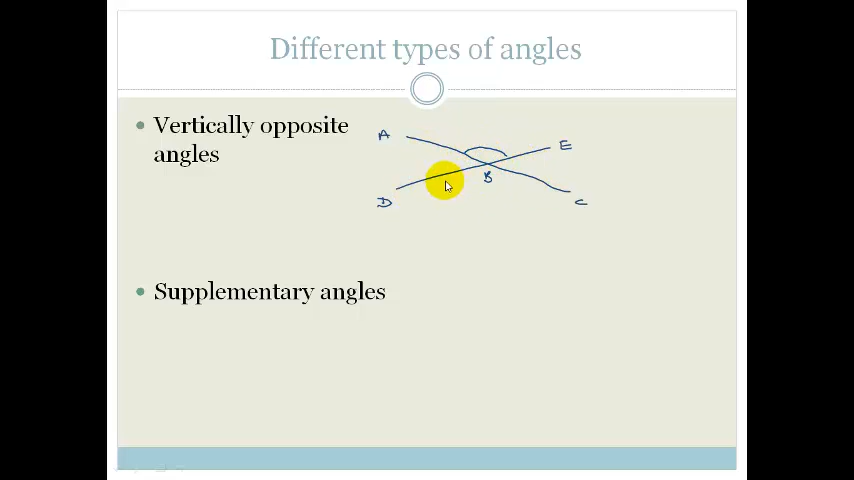 Different types of angles
Vertically opposite
angles
A
E
B
D
C
Supplementary angles